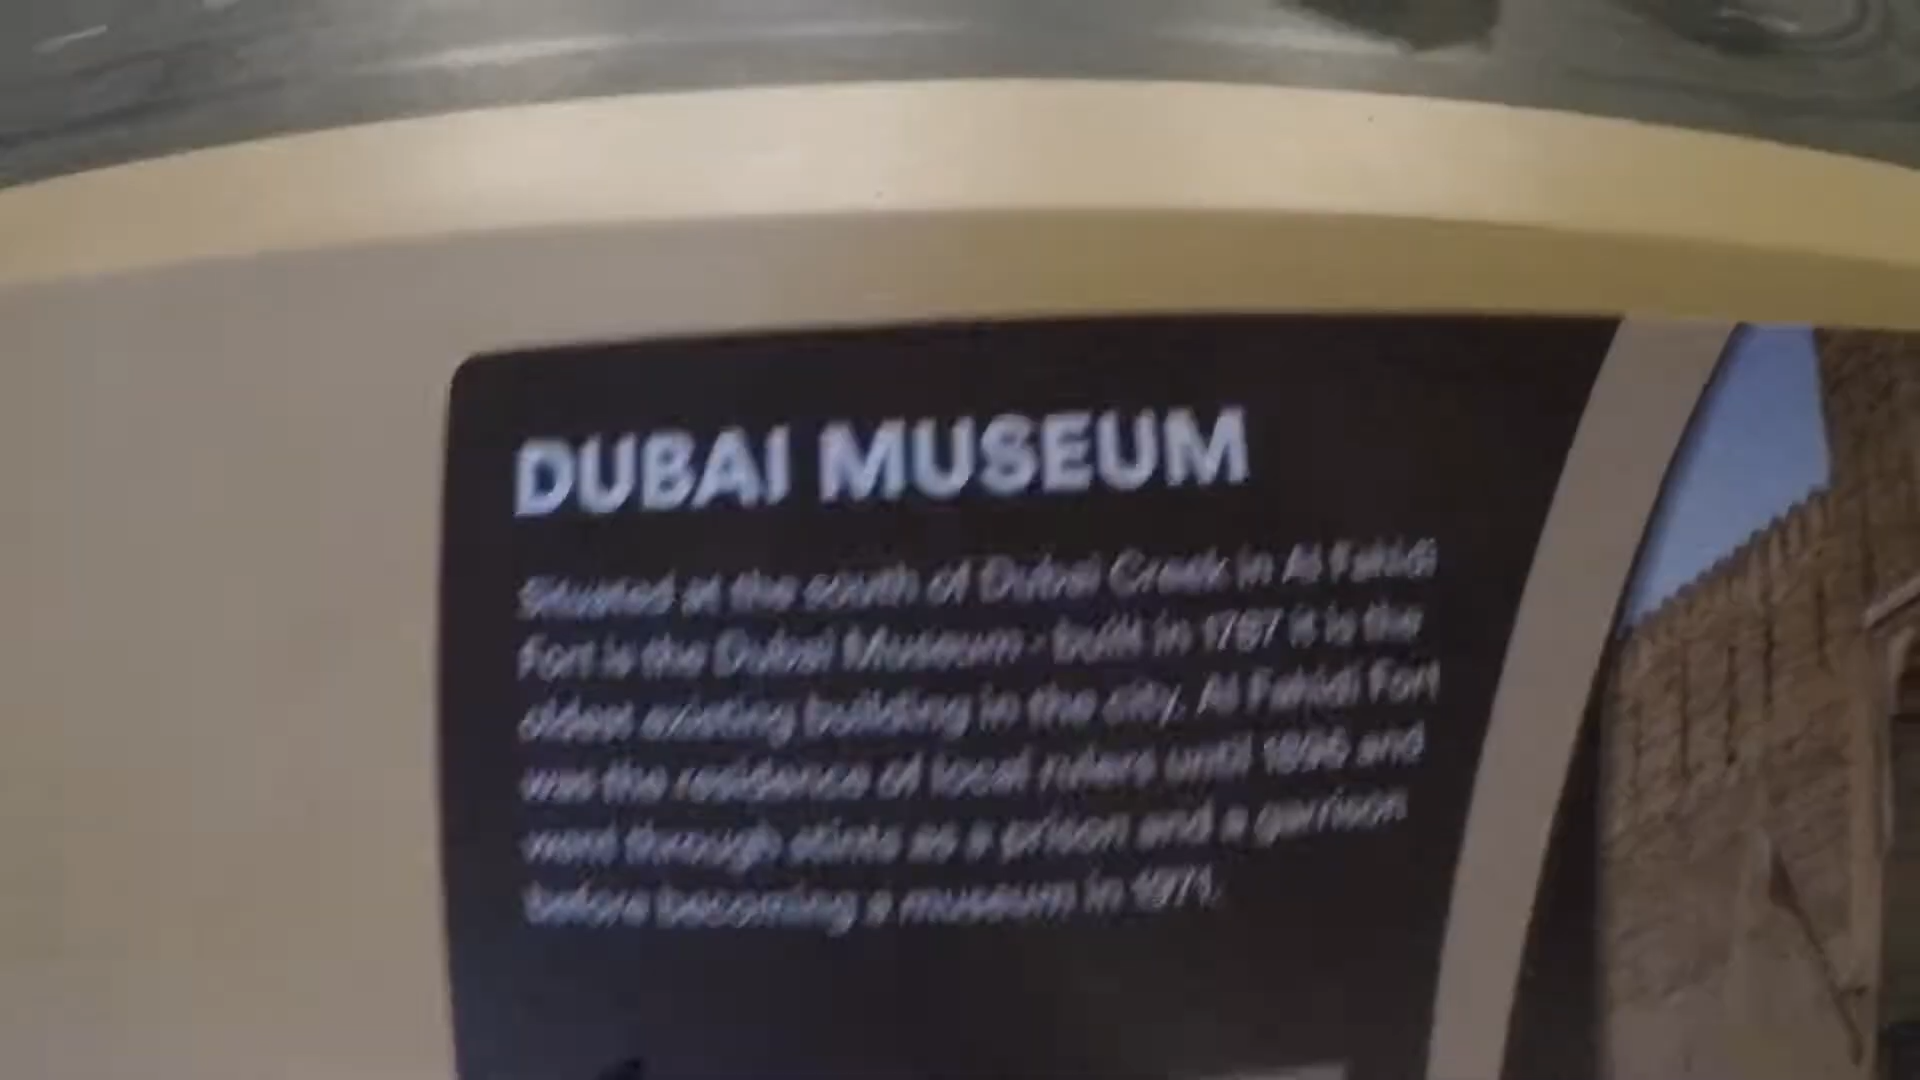 DUBAI MUSEUM
Situated at the south of Dubai Creek in Al Fahidi
Fort is the Dubai Museum - built in 1787 it is the
oldest existing building in the city. Al Fahidi Fort
was the residence of local rulers until 1896 and
went through stints as a prison and a garrison
before becoming a museum in 1971.